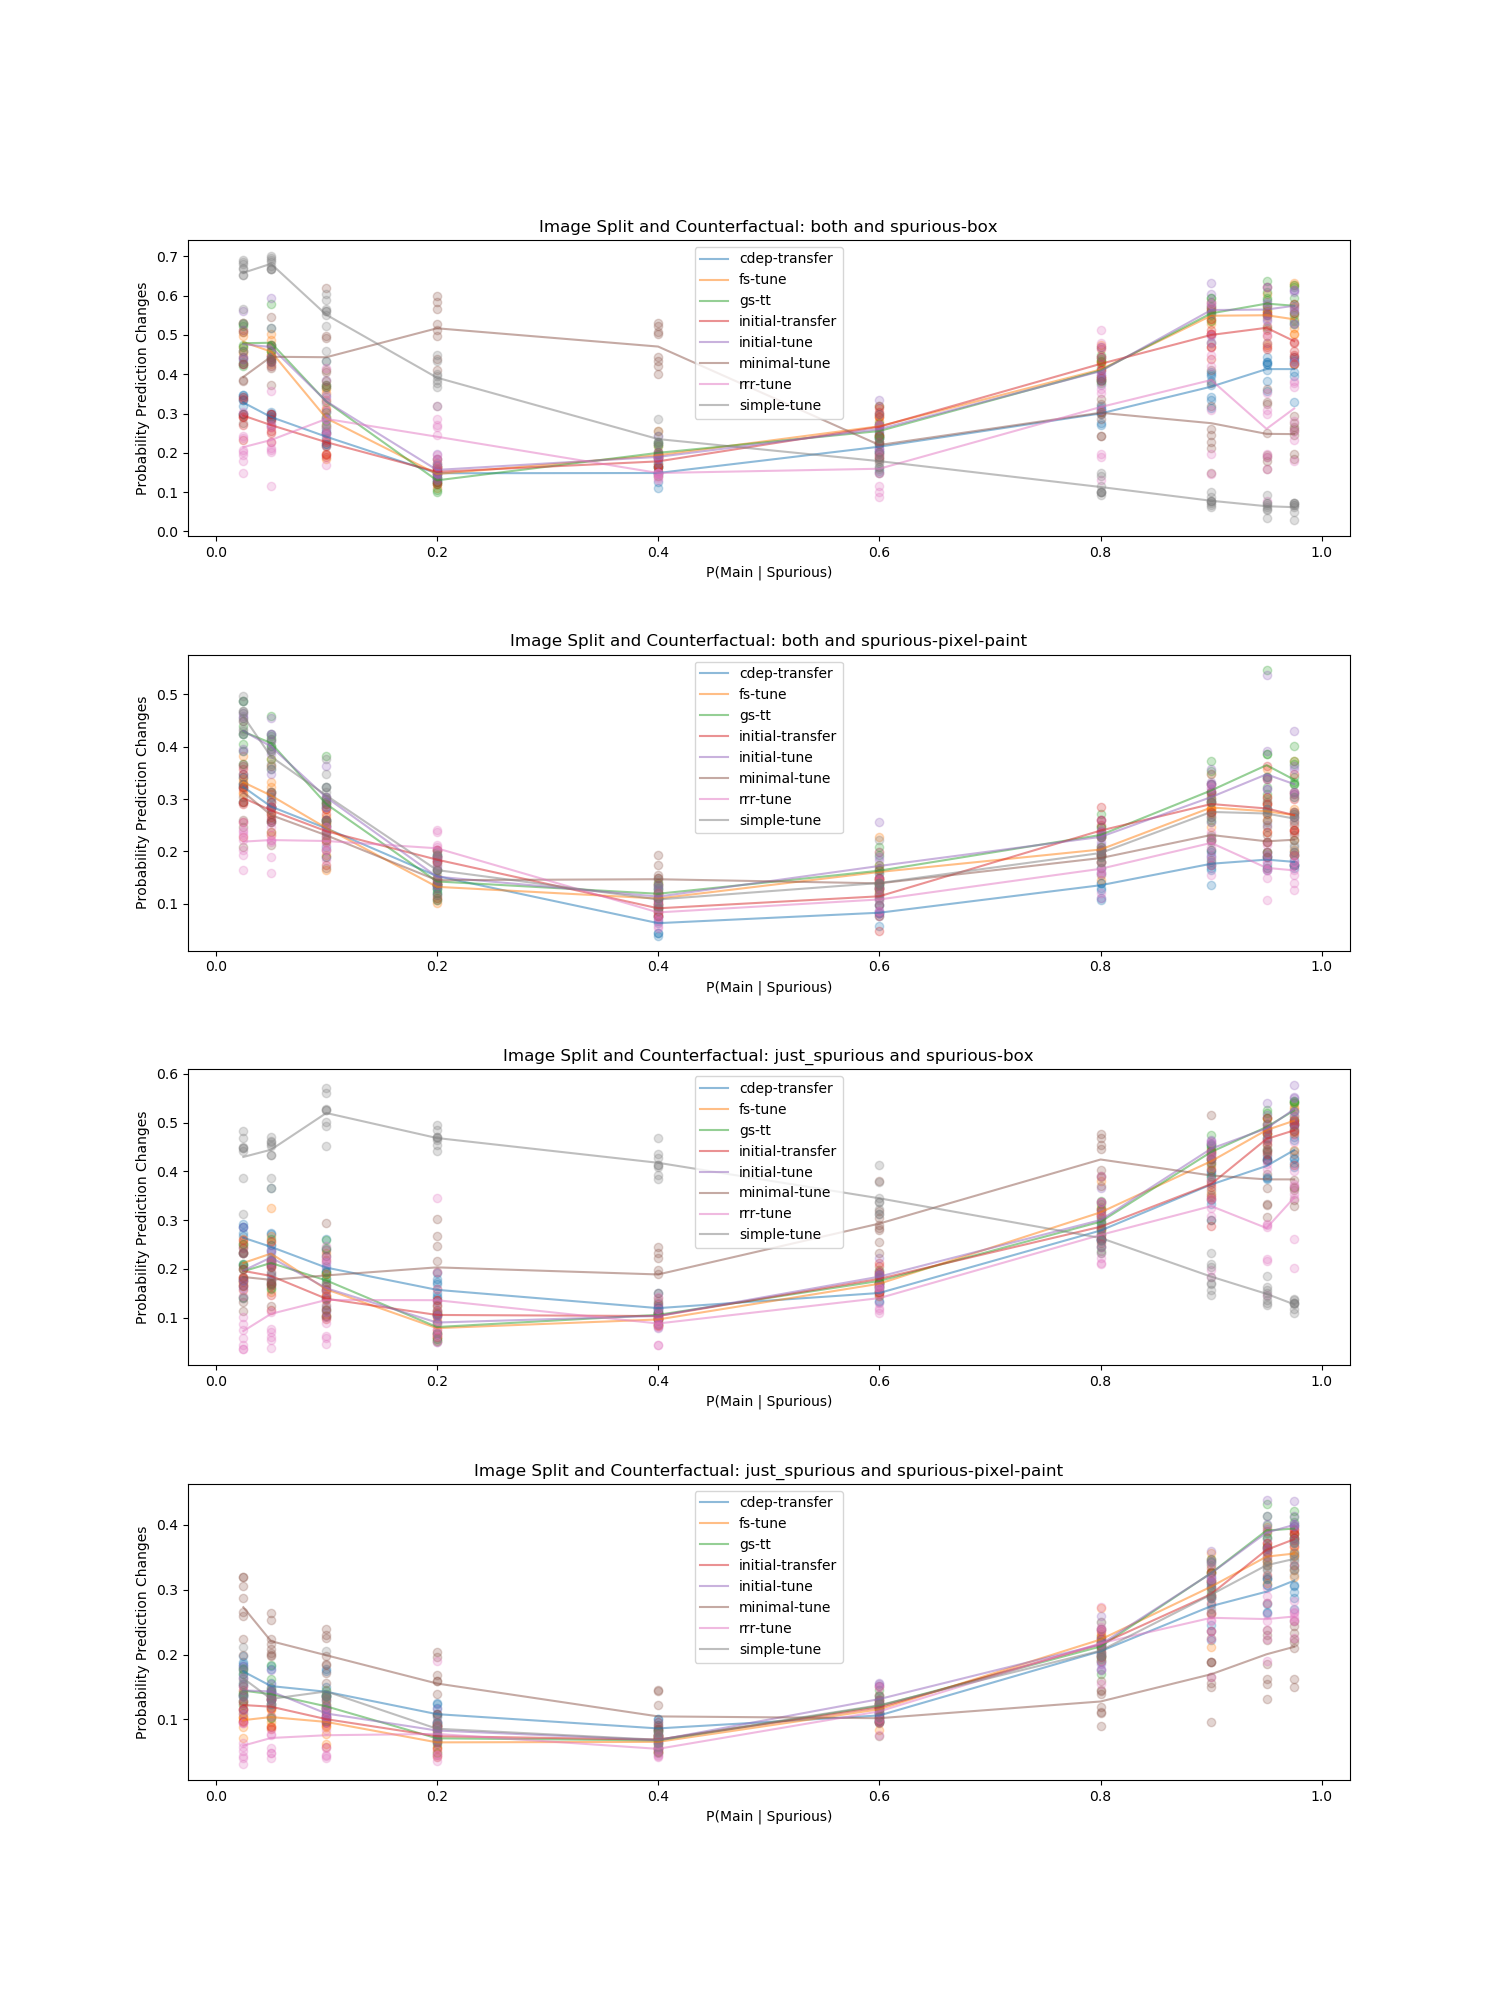 Image Split and Counterfactual: both and spurious-box
Probability Prediction Changes
0.7
0.6
0.5
0.4
0.3
0.2
0.1
0.0
cdep-transfer
fs-tune
gs-tt
initial-transfer
initial-tune
minimal-tune
rrr-tune
simple-tune
0.0 0.2 0.4 0.6 0.8 1.0
P(Main | Spurious)
Image Split and Counterfactual: both and spurious-pixel-paint
Probability Prediction Changes
0.5
0.4
0.3
0.2
0.1
cdep-transfer
fs-tune
gs-tt
initial-transfer
initial-tune
minimal-tune
rrr-tune
simple-tune
0.0 0.2 0.4 0.6 0.8 1.0
P(Main | Spurious)
Image Split and Counterfactual: just_spurious and spurious-box
Probability Prediction Changes
0.6
0.5
0.4
0.3
0.2
0.1
cdep-transfer
fs-tune
gs-tt
initial-transfer
initial-tune
minimal-tune
rrr-tune
simple-tune
0.0 0.2 0.4 0.6 0.8 1.0
P(Main | Spurious)
Image Split and Counterfactual: just_spurious and spurious-pixel-paint
Probability Prediction Changes
0.4
0.3
0.2
0.1
cdep-transfer
fs-tune
gs-tt
initial-transfer
initial-tune
minimal-tune
rrr-tune
simple-tune
0.0 0.2 0.4 0.6 0.8 1.0
P(Main | Spurious)